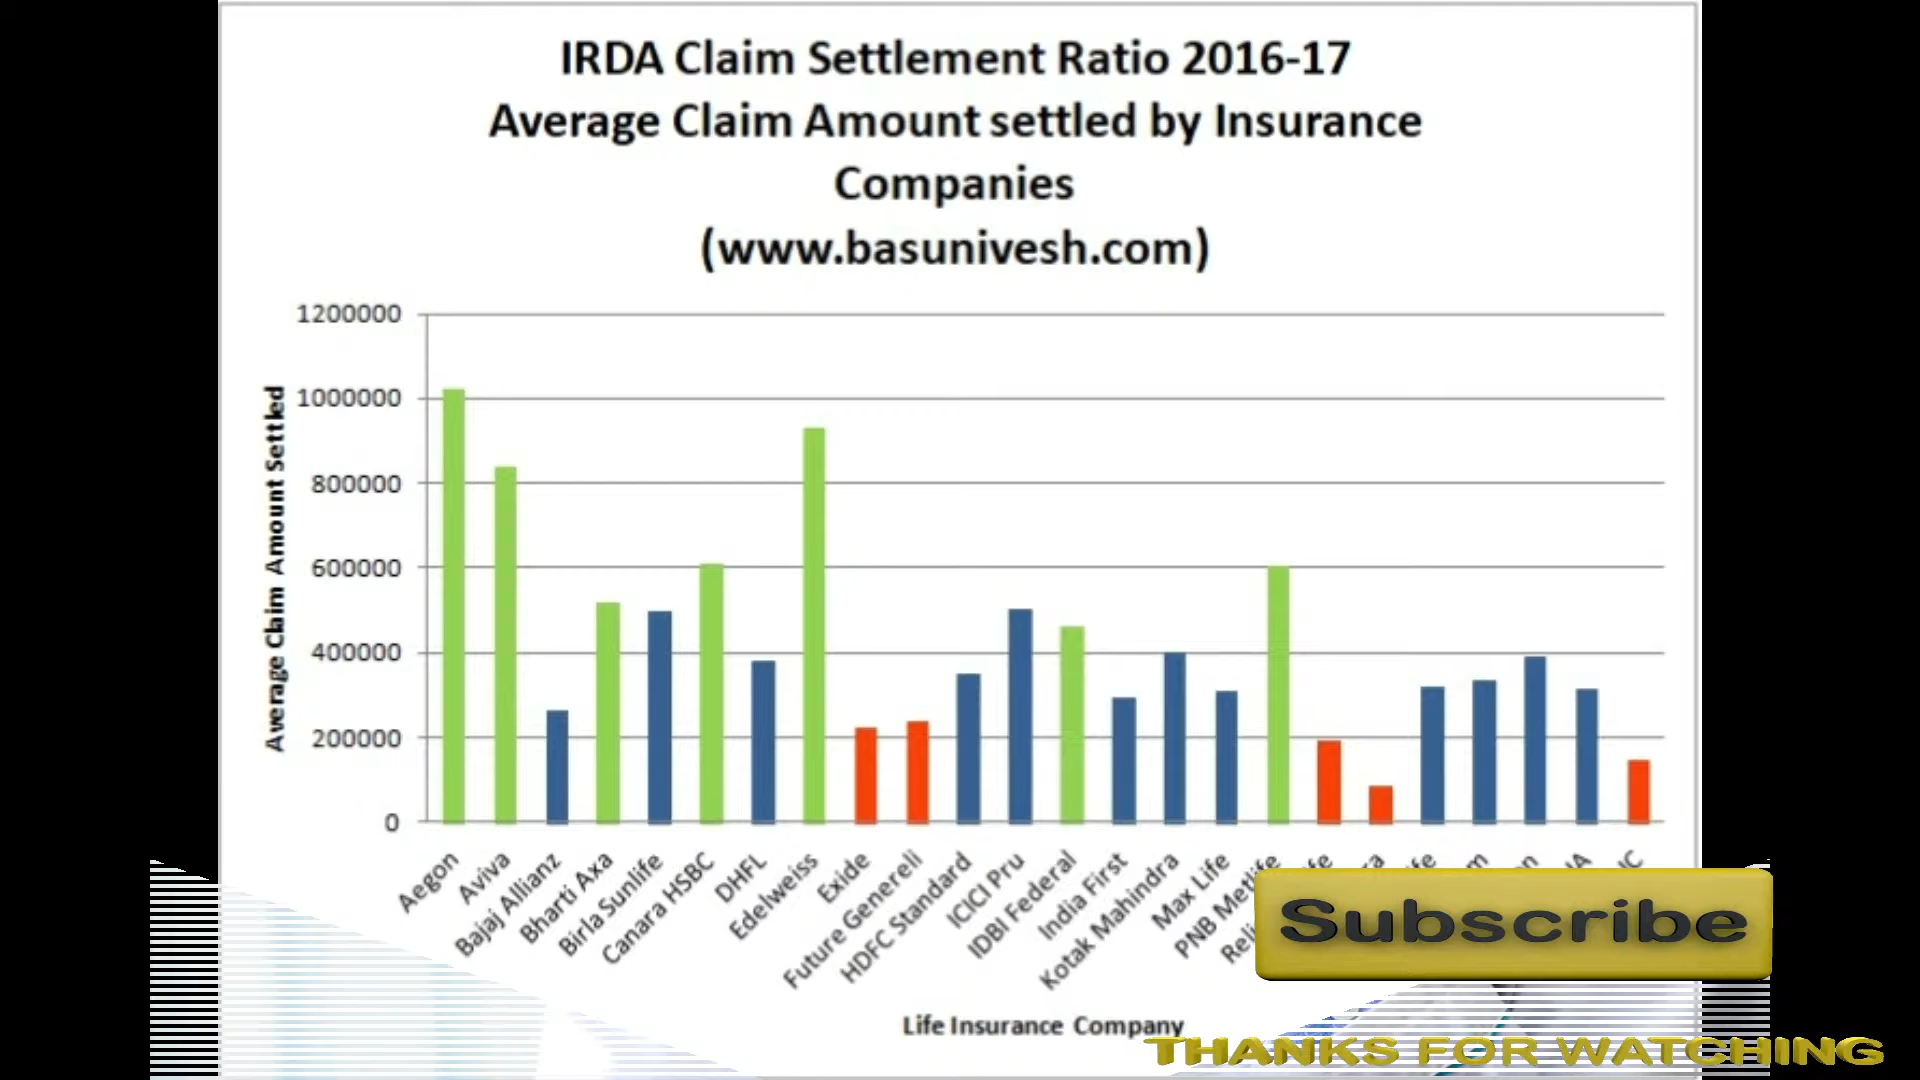 IRDA Claim Settlement Ratio 2016-17
Average Claim Amount settled by Insurance
Companies
(www.basunivesh.com)
Average Claim Amount Settled
1200000
1000000
800000
600000
400000
200000
0
Aegon
Aviva
Bajaj Allianz
Bharti Axa
Birla Sunlife
Canara HSBC
DHFL
Edelweiss
Exide
Future Genereli
HDFC Standard
ICICI Pru
IDBI Federal
India First
Kotak Mahindra
Max Life
PNB Metlife
Subscribe
Life Insurance Company
THANKS FOR WATCHING